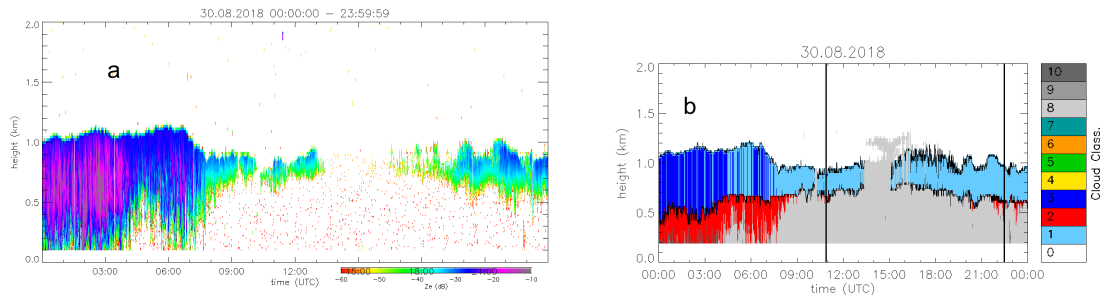 30.08.2018 00:00:00 – 23:59:59
a
2.0
1.5
1.0
0.5
0.0
height (km)
03:00 06:00 09:00 12:00 15:00 18:00 21:00
−60 −50 −40 −30 −20 −10
time (UTC)
Ze (dB)
30.08.2018
b
2.0
1.5
1.0
0.5
0.0
height (km)
00:00 03:00 06:00 09:00 12:00 15:00 18:00 21:00 00:00
time (UTC)
10
9
8
7
6
5
4
3
2
1
0
Cloud Class.